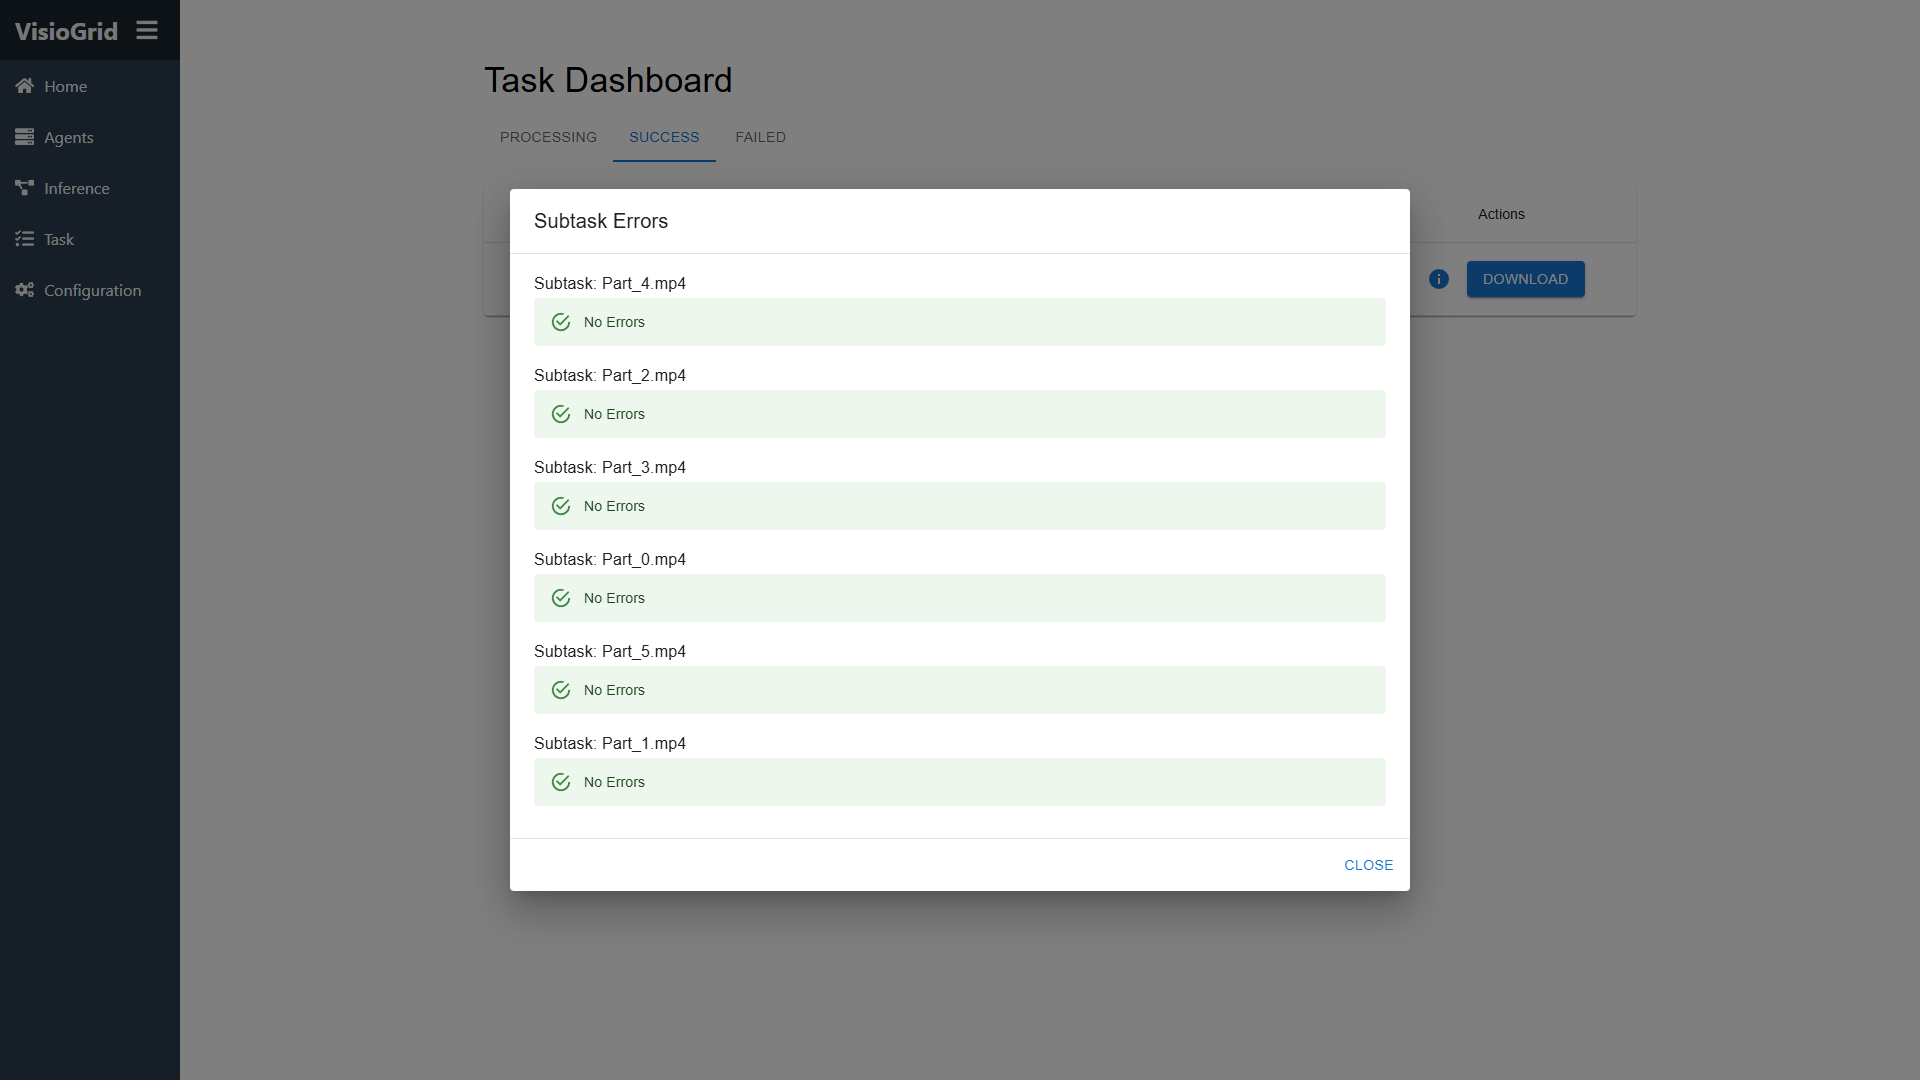 VisioGrid
Home
Agents
Inference
Task
Configuration
Task Dashboard
PROCESSING SUCCESS FAILED
Actions
DOWNLOAD
Subtask Errors
Subtask: Part_4.mp4
No Errors
Subtask: Part_2.mp4
No Errors
Subtask: Part_3.mp4
No Errors
Subtask: Part_0.mp4
No Errors
Subtask: Part_5.mp4
No Errors
Subtask: Part_1.mp4
No Errors
CLOSE